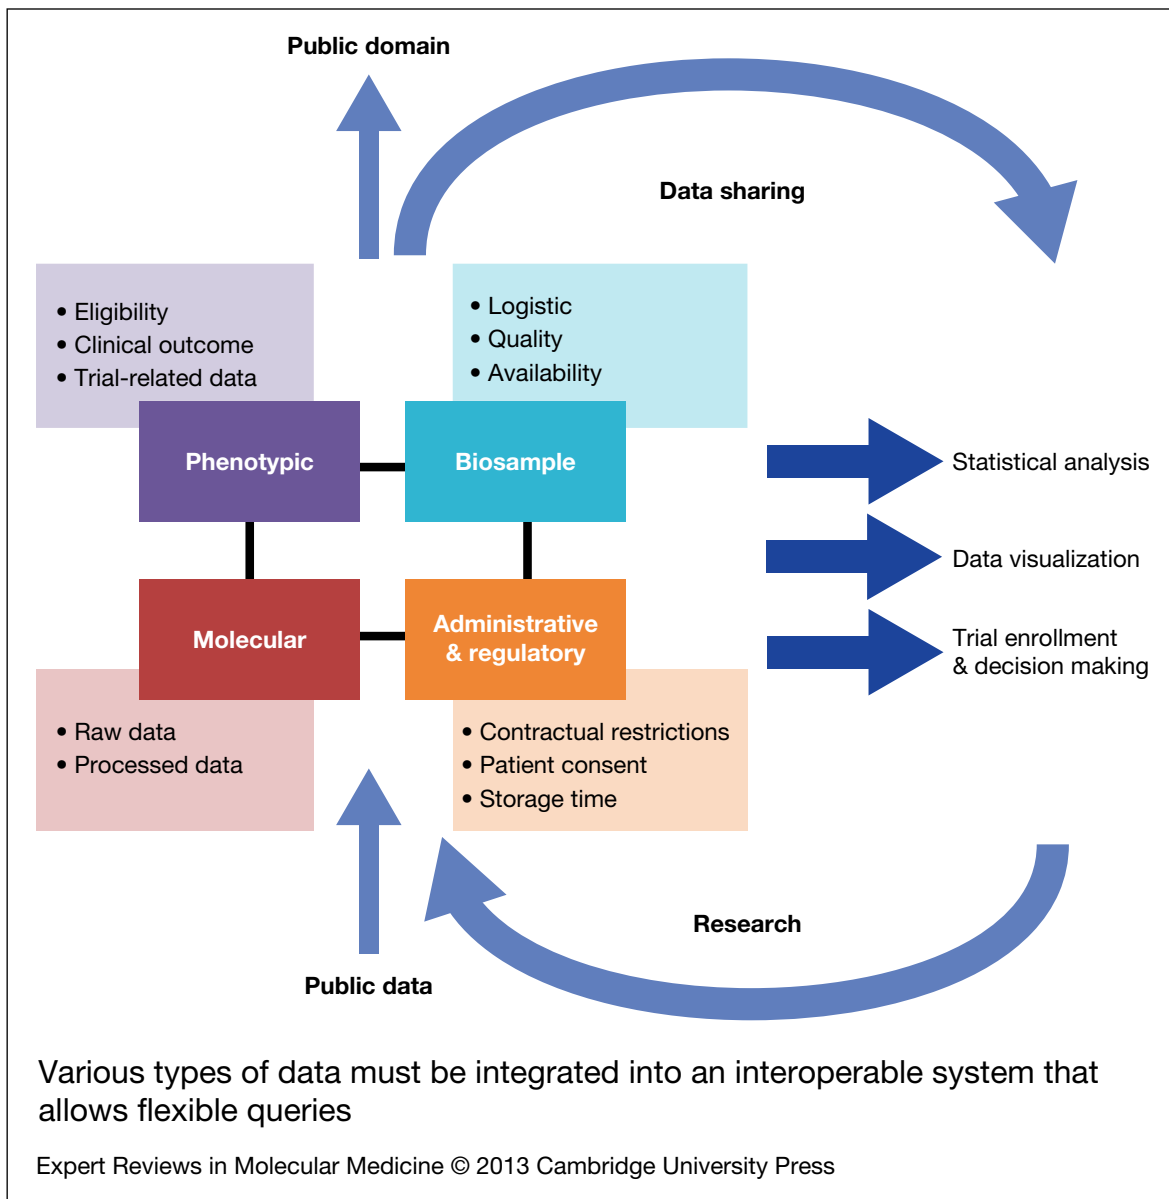 Public domain
Data sharing
• Eligibility
• Clinical outcome
• Trial-related data
• Logistic
• Quality
• Availability
Phenotypic
Biosample
Molecular
Administrative
& regulatory
• Raw data
• Processed data
• Contractual restrictions
• Patient consent
• Storage time
Statistical analysis
Data visualization
Trial enrollment
& decision making
Research
Public data
Various types of data must be integrated into an interoperable system that
allows flexible queries
Expert Reviews in Molecular Medicine © 2013 Cambridge University Press